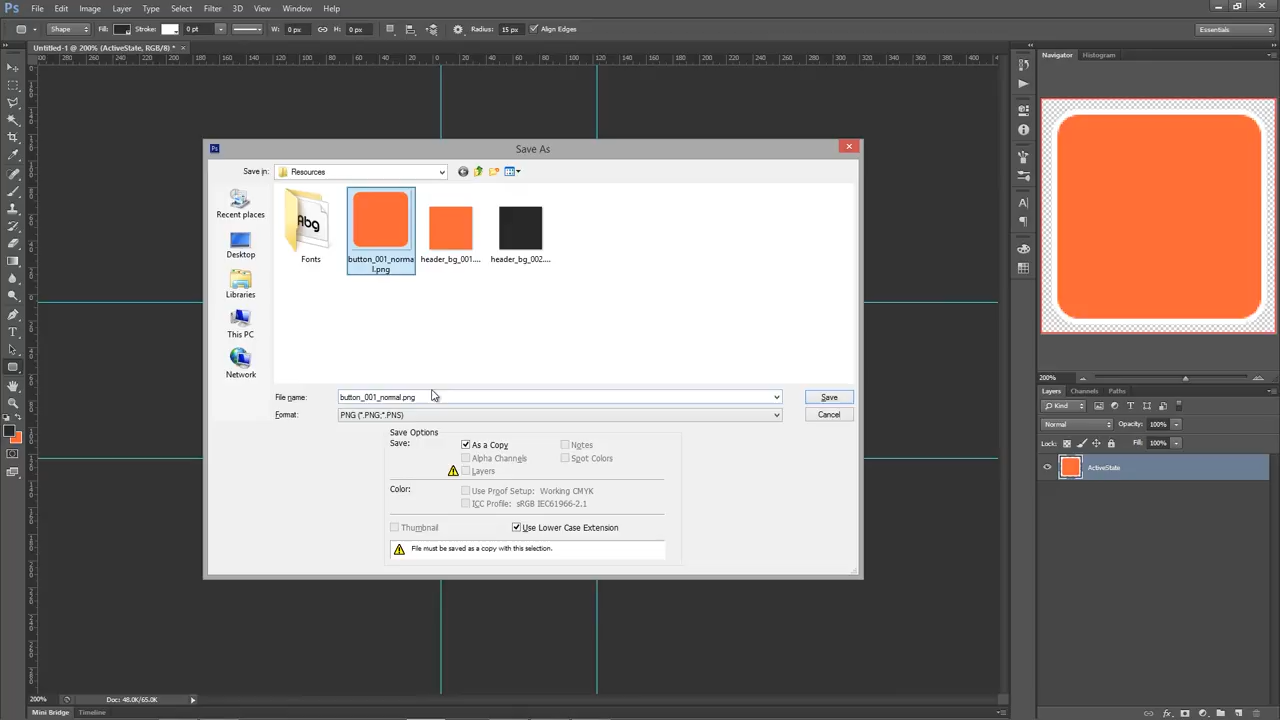 Ps File Edit Image Layer Type Select Filter 3D View Window Help
Shape Fill: Stroke: 0 pt W: 0 px H: 0 px Radius: 15 px Align Edges Essentials
Untitled-1 @ 200% (ActiveState, RGB/8) * ×
Navigator Histogram
Save As
Save in: Resources
Recent places
Desktop
Libraries
This PC
Network
Abg
Fonts
button_001_norma
l.png
header_bg_001....
header_bg_002....
File name: button_001_normal.png Save
Format: PNG (*.PNG;*.PNS) Cancel
Save Options
Save: As a Copy Notes
Alpha Channels Spot Colors
Layers
Color: Use Proof Setup: Working CMYK
ICC Profile: sRGB IEC61966-2.1
Thumbnail Use Lower Case Extension
File must be saved as a copy with this selection.
200%
Layers Channels Paths
Kind
Normal Opacity: 100%
Lock: Fill: 100%
ActiveState
200% Doc: 48.0K/65.0K
Mini Bridge Timeline